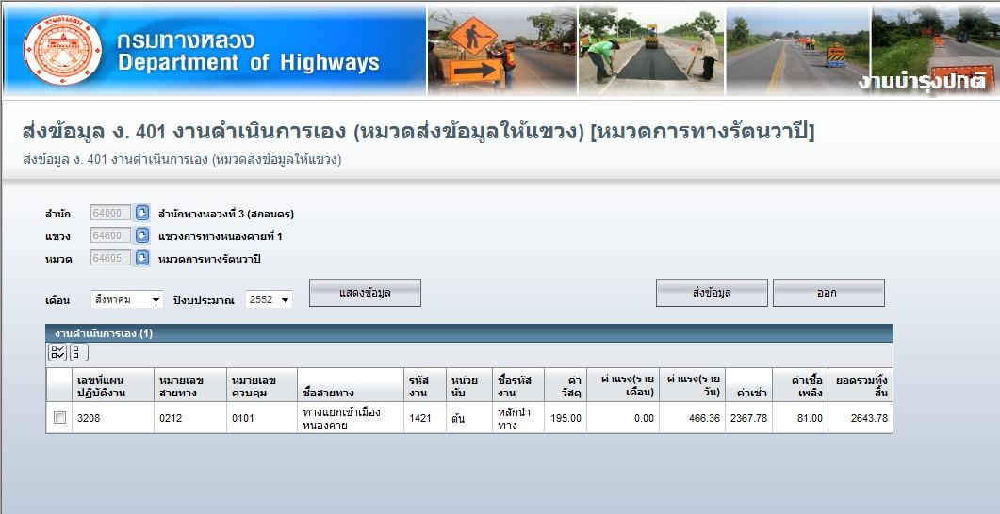 กรมทางหลวง
Department of Highways
งานบำรุงปกติ
ส่งข้อมูล ง. 401 งานดำเนินการเอง (หมวดส่งข้อมูลให้แขวง) [หมวดการทางรัตนวาปี]
ส่งข้อมูล ง. 401 งานดำเนินการเอง (หมวดส่งข้อมูลให้แขวง)
สำนัก 64000 สำนักทางหลวงที่ 3 (สกลนคร)
แขวง 64600 แขวงการทางหนองคายที่ 1
หมวด 64605 หมวดการทางรัตนวาปี
เดือน สิงหาคม ปีงบประมาณ 2552 แสดงข้อมูล ส่งข้อมูล ออก
งานดำเนินการเอง (1)
เลขที่แผน หมายเลข หมายเลข รหัส หน่วย ชื่อรหัส ค่า ค่าแรง(ราย ค่าแรง(ราย ค่าเชื้อ ยอดรวมทั้ง
ปฏิบัติงาน สายทาง ควบคุม ชื่อสายทาง งาน นับ งาน วัสดุ เดือน) วัน) ค่าเช่า เพลิง สิ้น
3208 0212 0101 ทางแยกเข้าเมือง 1421 ต้น หลักนำ 195.00 0.00 466.36 2367.78 81.00 2643.78
หนองคาย ทาง